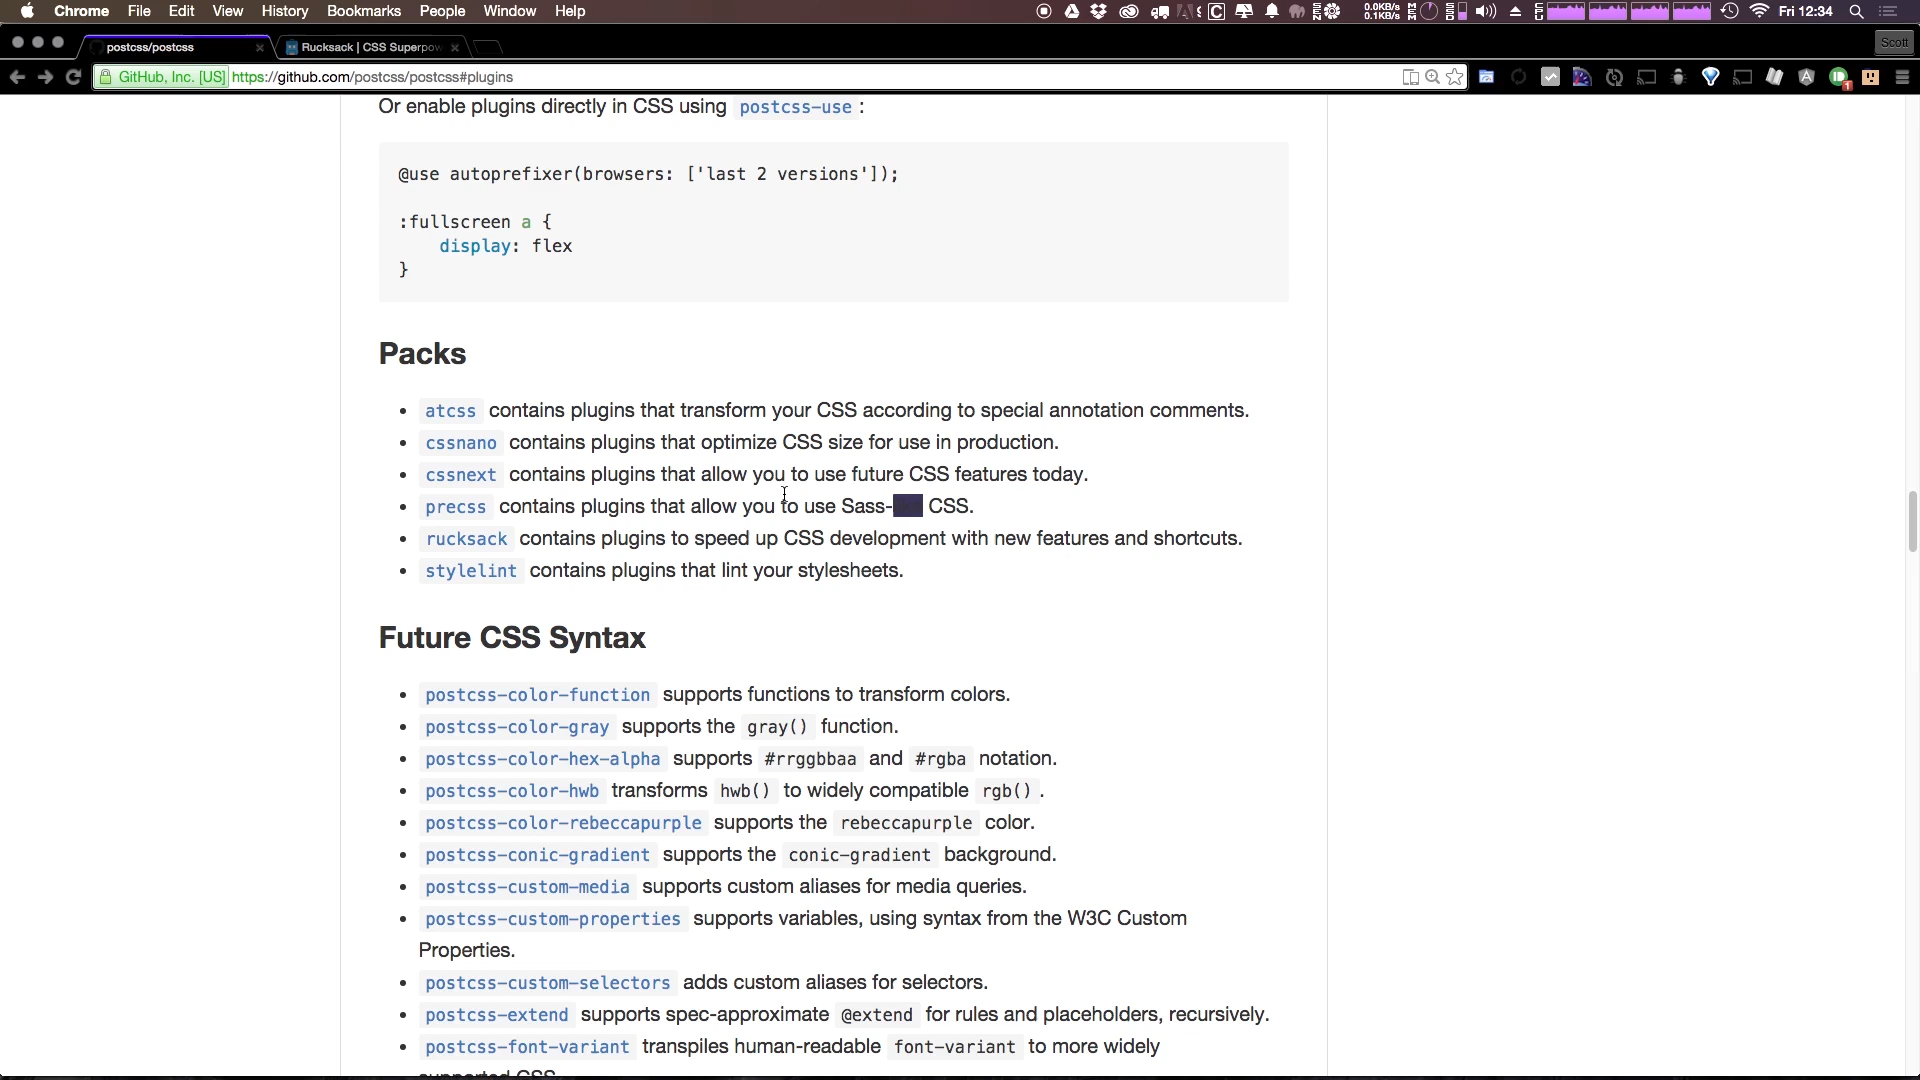 Chrome File Edit View History Bookmarks People Window Help
0.0KB/s
0.1KB/s
Fri 12:34
postcss/postcss
Rucksack | CSS Superpow
Scott
GitHub, Inc. [US] https://github.com/postcss/postcss#plugins
Or enable plugins directly in CSS using postcss-use :
@use autoprefixer(browsers: ['last 2 versions']);
:fullscreen a {
display: flex
}
Packs
• atcss contains plugins that transform your CSS according to special annotation comments.
• cssnano contains plugins that optimize CSS size for use in production.
• cssnext contains plugins that allow you to use future CSS features today.
• precss contains plugins that allow you to use Sass- CSS.
• rucksack contains plugins to speed up CSS development with new features and shortcuts.
• stylelint contains plugins that lint your stylesheets.
Future CSS Syntax
• postcss-color-function supports functions to transform colors.
• postcss-color-gray supports the gray() function.
• postcss-color-hex-alpha supports #rrggbbaa and #rgba notation.
• postcss-color-hwb transforms hwb() to widely compatible rgb() .
• postcss-color-rebeccapurple supports the rebeccapurple color.
• postcss-conic-gradient supports the conic-gradient background.
• postcss-custom-media supports custom aliases for media queries.
• postcss-custom-properties supports variables, using syntax from the W3C Custom
Properties.
• postcss-custom-selectors adds custom aliases for selectors.
• postcss-extend supports spec-approximate @extend for rules and placeholders, recursively.
• postcss-font-variant transpiles human-readable font-variant to more widely
supported CSS.